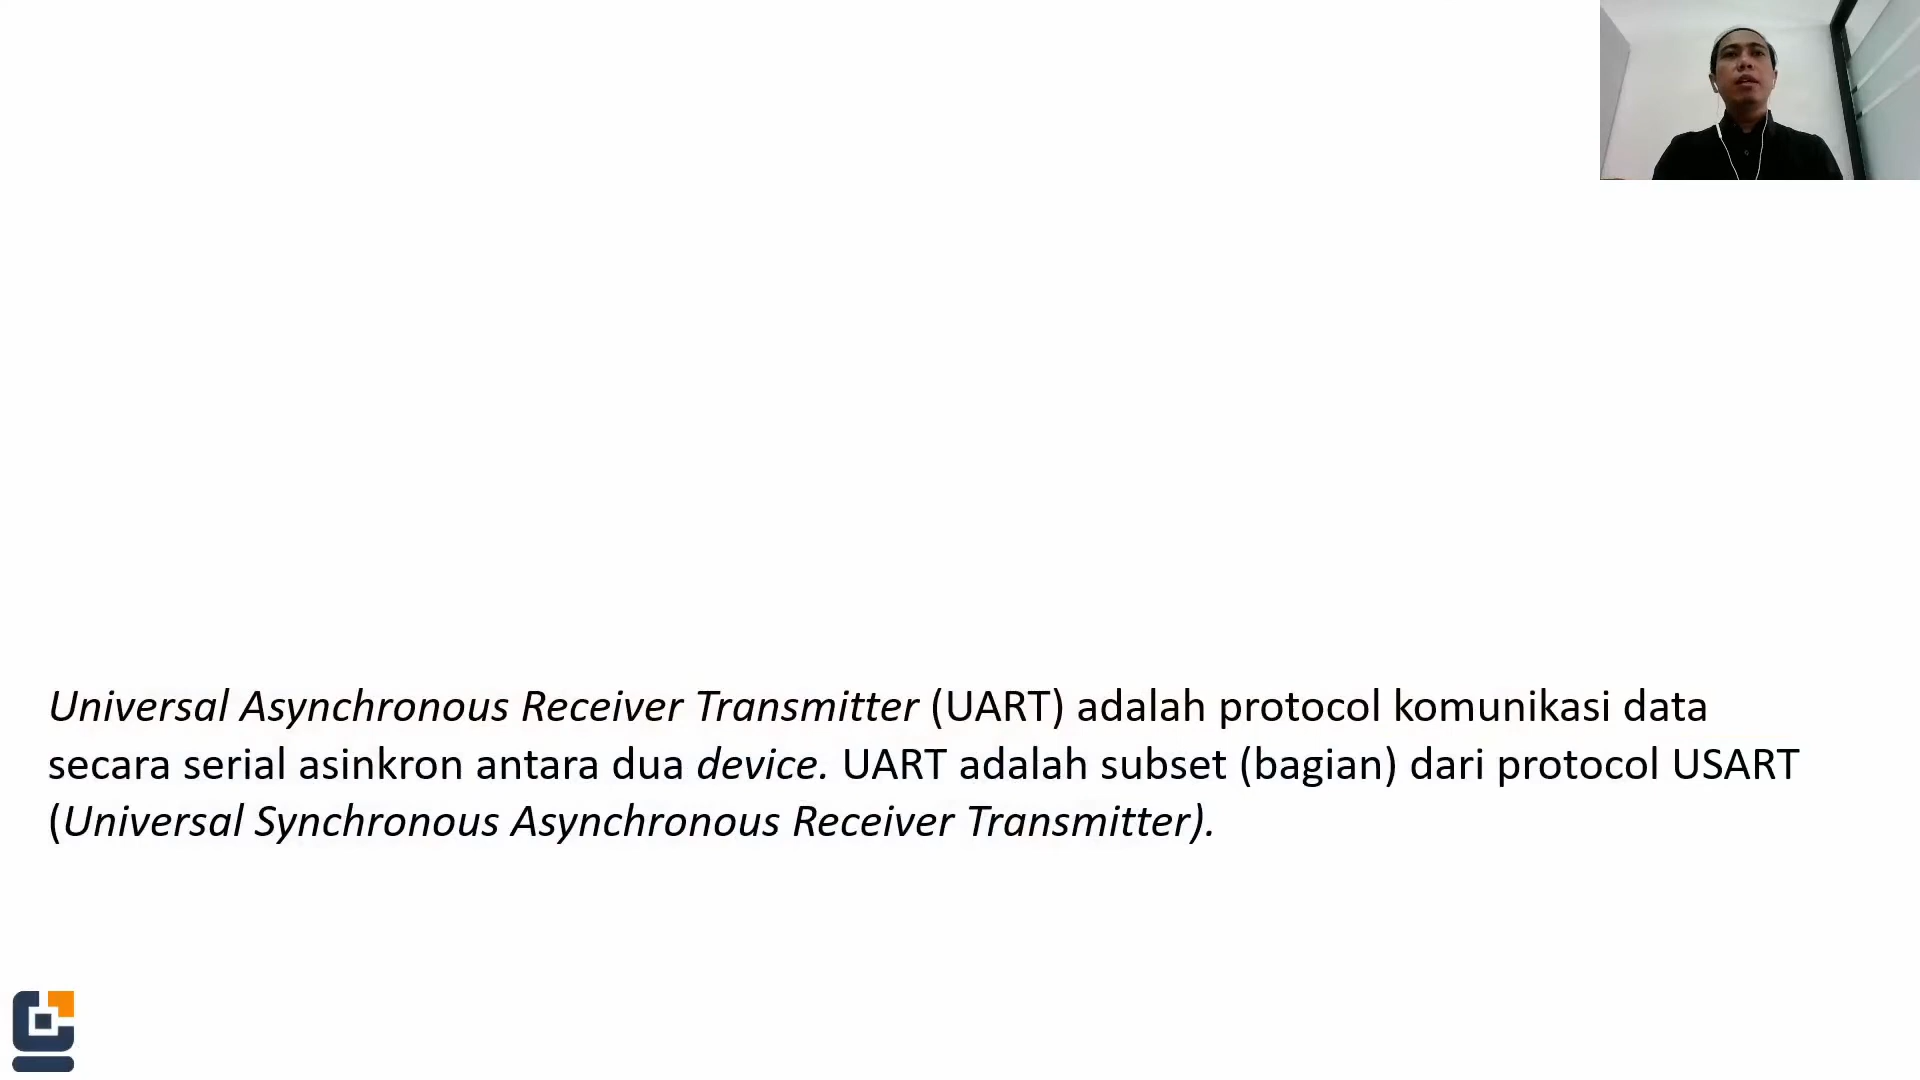 Universal Asynchronous Receiver Transmitter (UART) adalah protocol komunikasi data
secara serial asinkron antara dua device. UART adalah subset (bagian) dari protocol USART
(Universal Synchronous Asynchronous Receiver Transmitter).